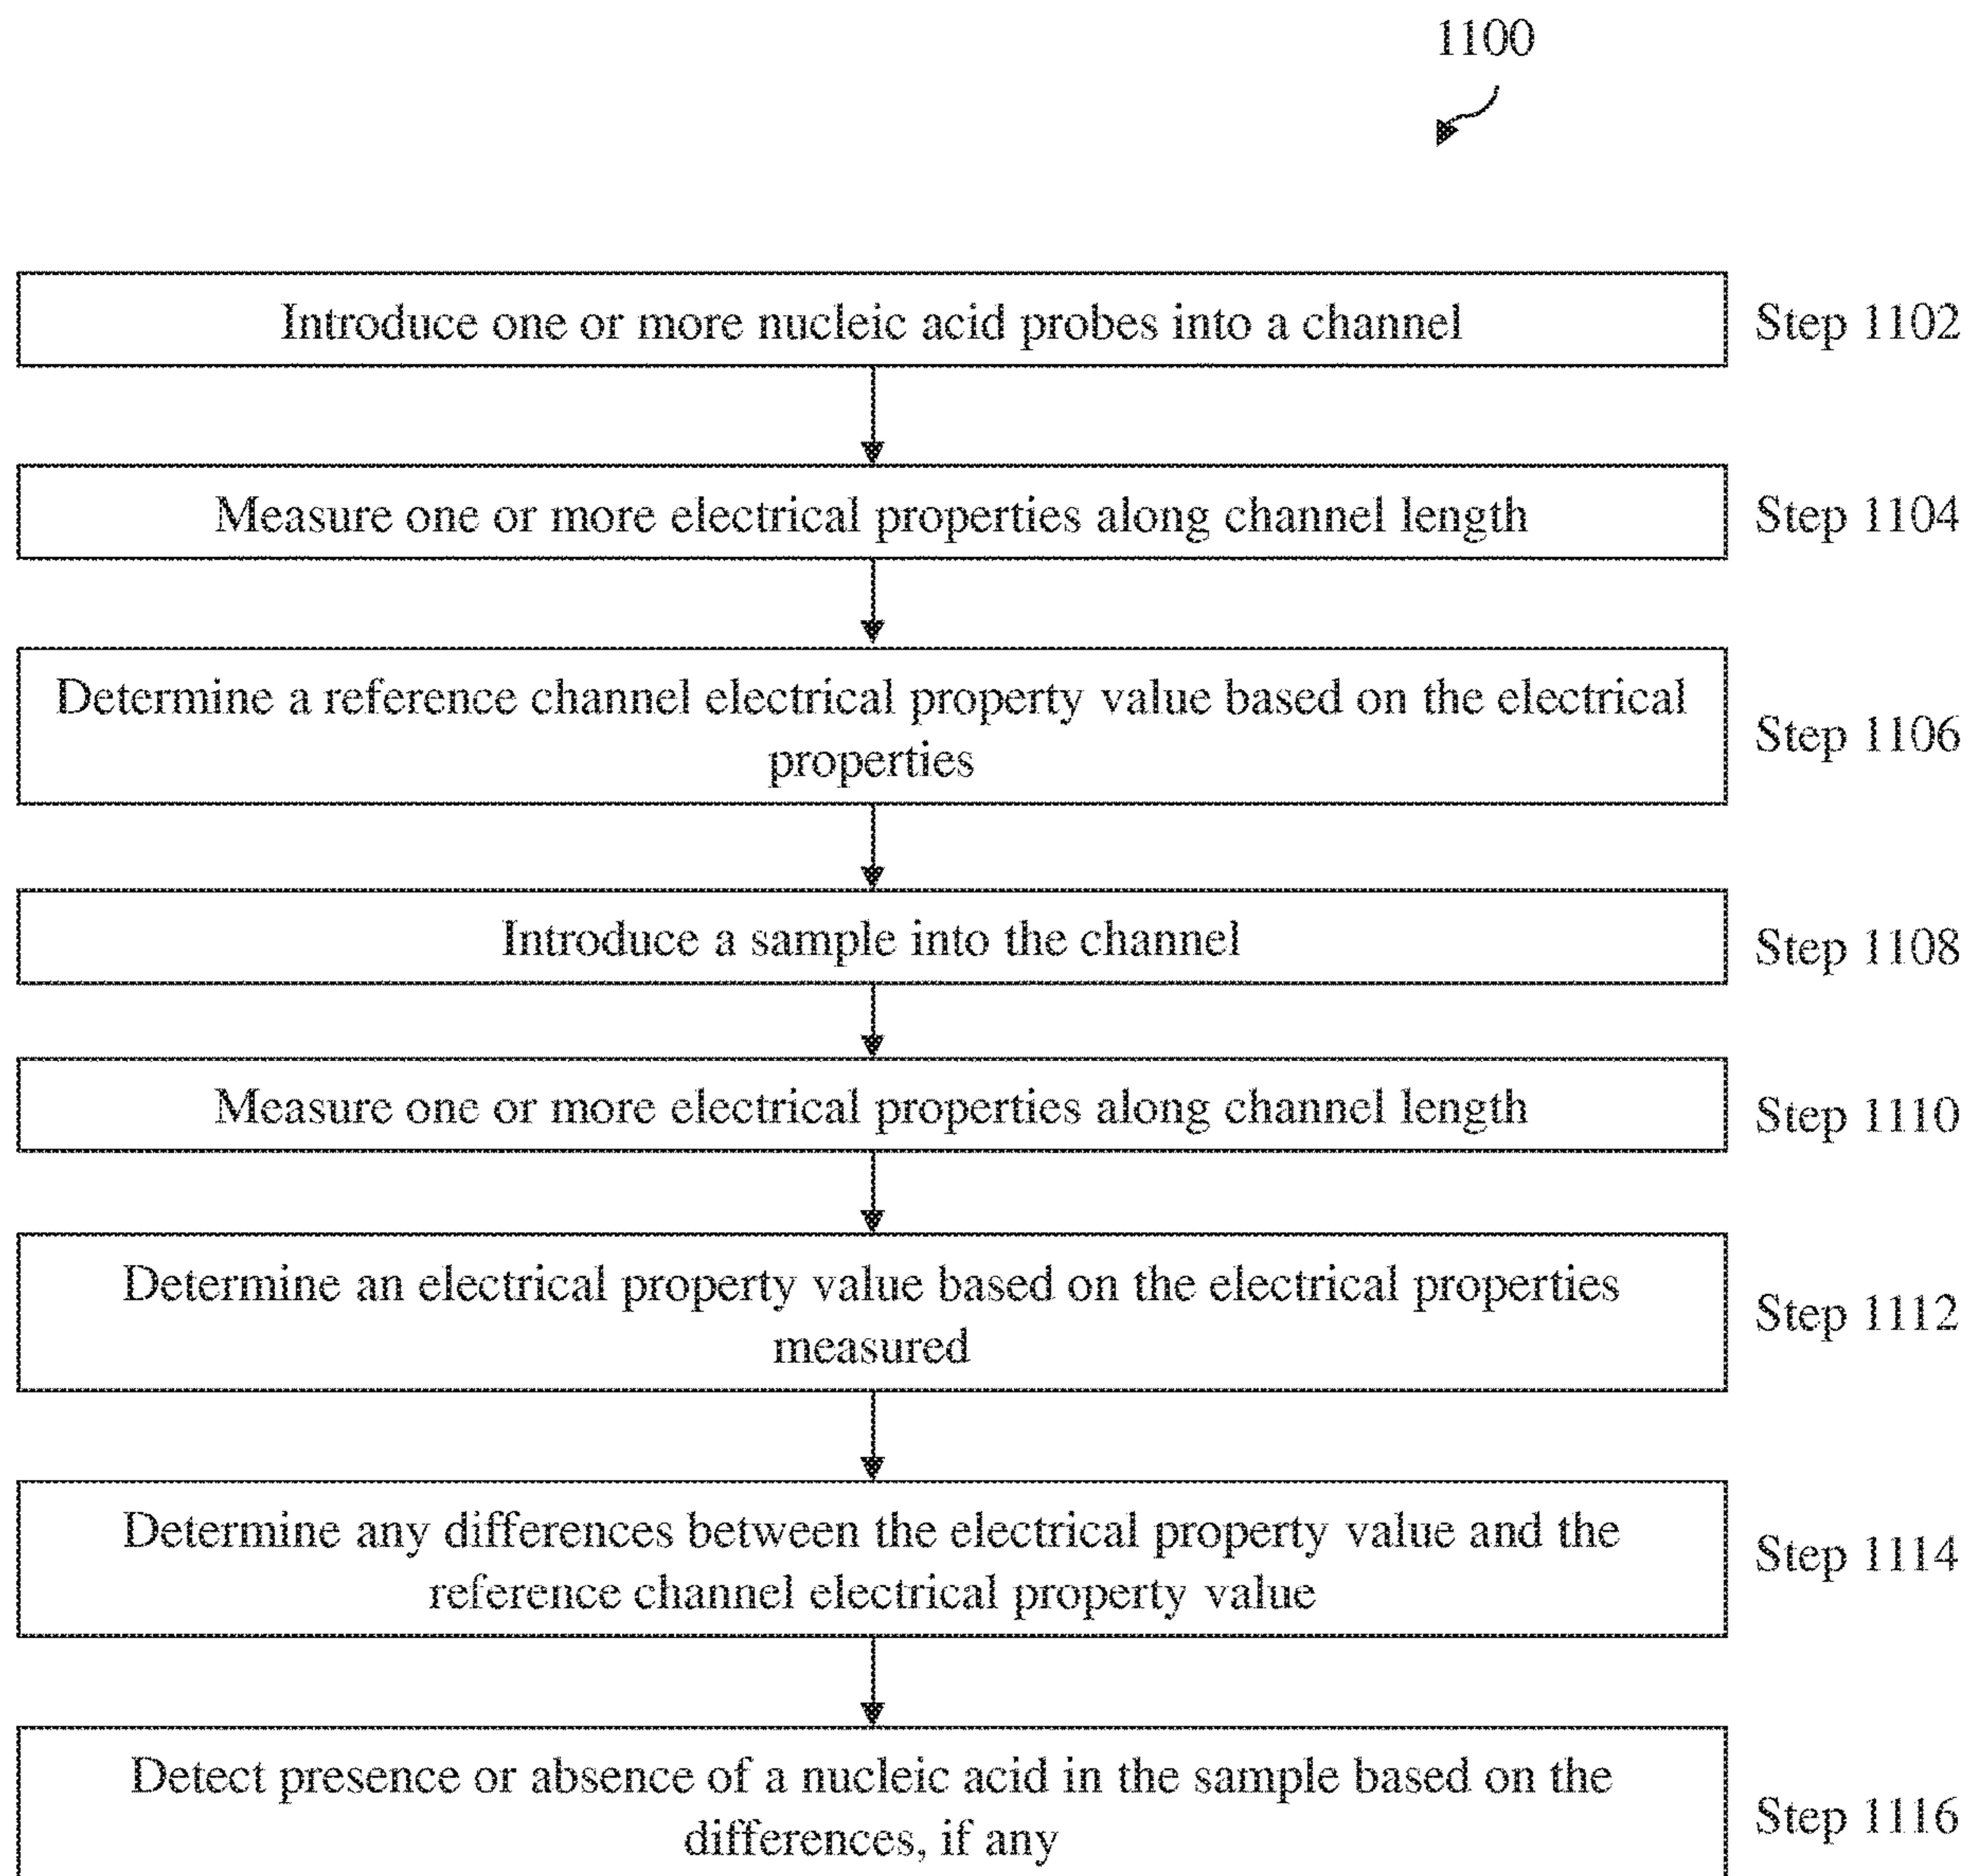 1100
Introduce one or more nucleic acid probes into a channel
Step 1102
Measure one or more electrical properties along channel length
Step 1104
Determine a reference channel electrical property value based on the electrical
properties
Step 1106
Introduce a sample into the channel
Step 1108
Measure one or more electrical properties along channel length
Step 1110
Determine an electrical property value based on the electrical properties
measured
Step 1112
Determine any differences between the electrical property value and the
reference channel electrical property value
Step 1114
Detect presence or absence of a nucleic acid in the sample based on the
differences, if any
Step 1116